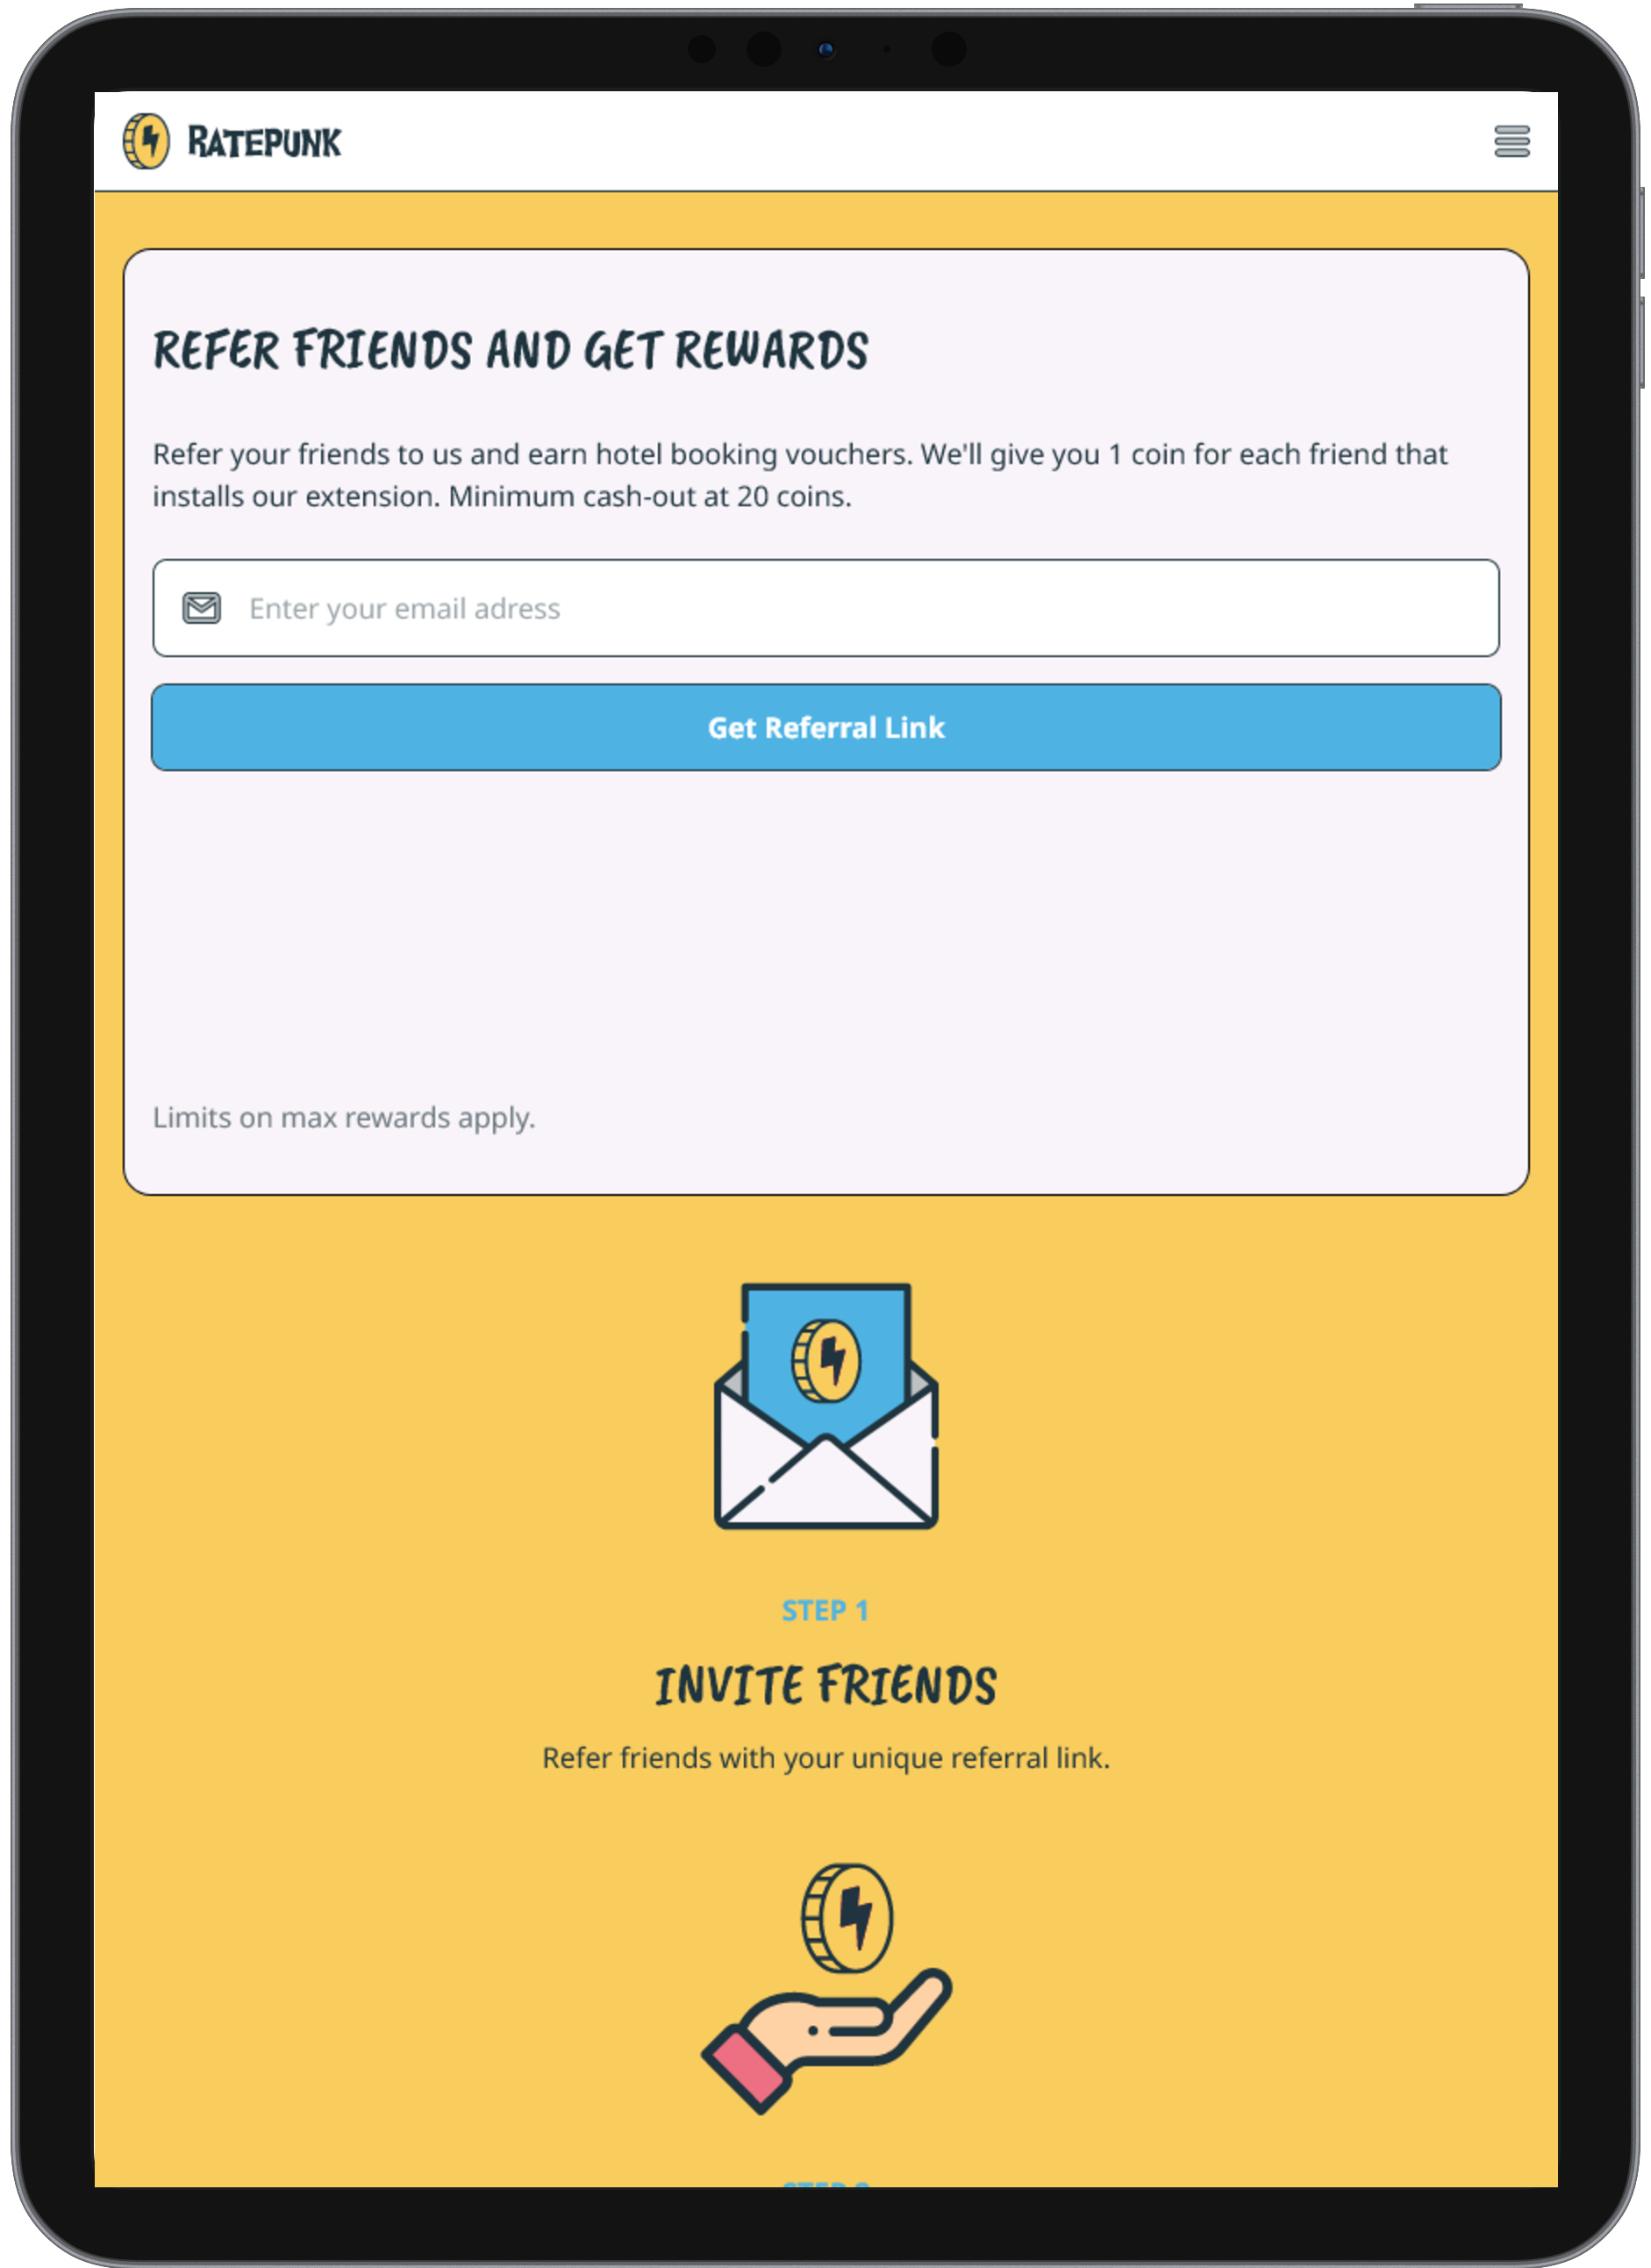 RATEPUNK
REFER FRIENDS AND GET REWARDS
Refer your friends to us and earn hotel booking vouchers. We'll give you 1 coin for each friend that
installs our extension. Minimum cash-out at 20 coins.
Enter your email adress
Get Referral Link
Limits on max rewards apply.
STEP 1
INVITE FRIENDS
Refer friends with your unique referral link.